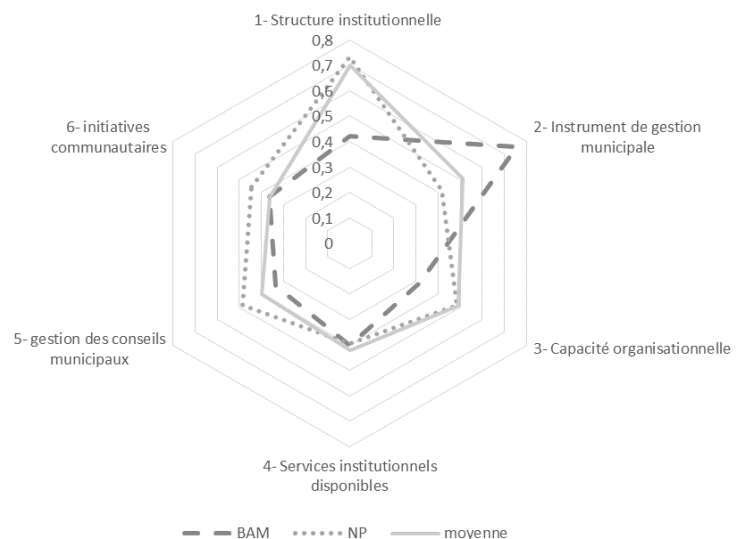 1- Structure institutionnelle
0,8
0,7
0,6
0,5
0,4
0,3
0,2
0,1
0
2- Instrument de gestion
municipale
3- Capacité organisationnelle
4- Services institutionnels
disponibles
5- gestion des conseils
municipaux
6- initiatives
communautaires
BAM NP moyenne